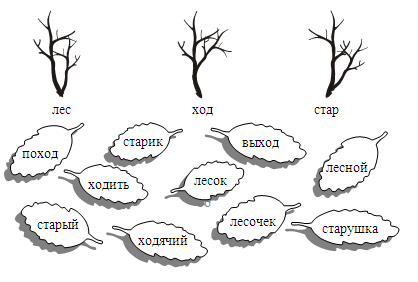 лес ход стар
поход старик выход лесной
ходить лесок
старый ходячий лесочек старушка